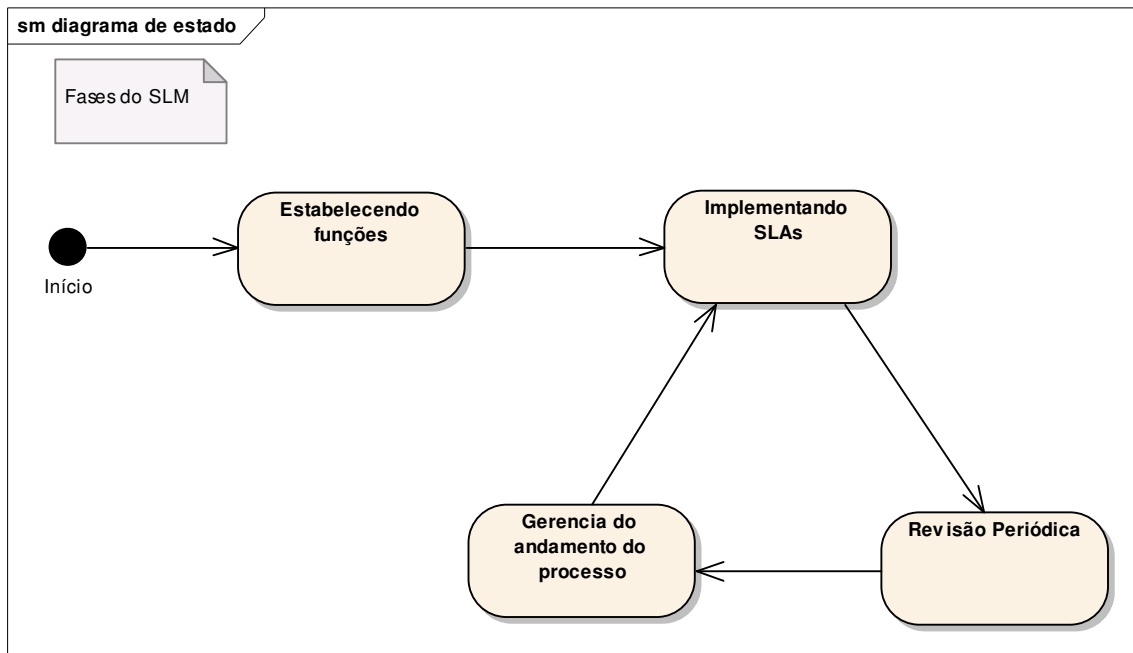 sm diagrama de estado
Fases do SLM
Início
Estabelecendo
funções
Implementando
SLAs
Gerencia do
andamento do
processo
Revisão Periódica